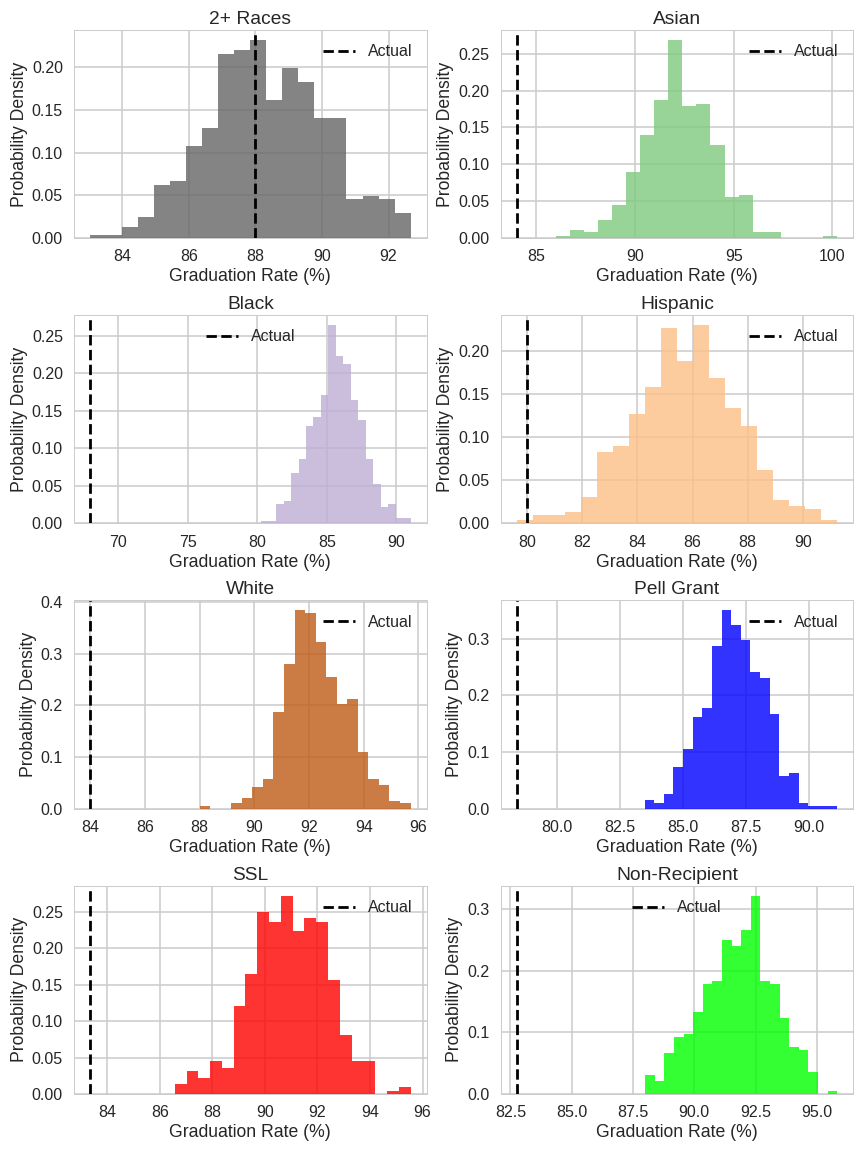 2+ Races
Probability Density
0.20
0.15
0.10
0.05
0.00
Actual
84 86 88 90 92
Graduation Rate (%)
Asian
Probability Density
0.25
0.20
0.15
0.10
0.05
0.00
Actual
85 90 95 100
Graduation Rate (%)
Black
Probability Density
0.25
0.20
0.15
0.10
0.05
0.00
Actual
70 75 80 85 90
Graduation Rate (%)
Hispanic
Probability Density
0.20
0.15
0.10
0.05
0.00
Actual
80 82 84 86 88 90
Graduation Rate (%)
White
Probability Density
0.4
0.3
0.2
0.1
0.0
Actual
84 86 88 90 92 94 96
Graduation Rate (%)
Pell Grant
Probability Density
0.3
0.2
0.1
0.0
Actual
80.0 82.5 85.0 87.5 90.0
Graduation Rate (%)
SSL
Probability Density
0.25
0.20
0.15
0.10
0.05
0.00
Actual
84 86 88 90 92 94 96
Graduation Rate (%)
Non-Recipient
Probability Density
0.3
0.2
0.1
0.0
Actual
82.5 85.0 87.5 90.0 92.5 95.0
Graduation Rate (%)